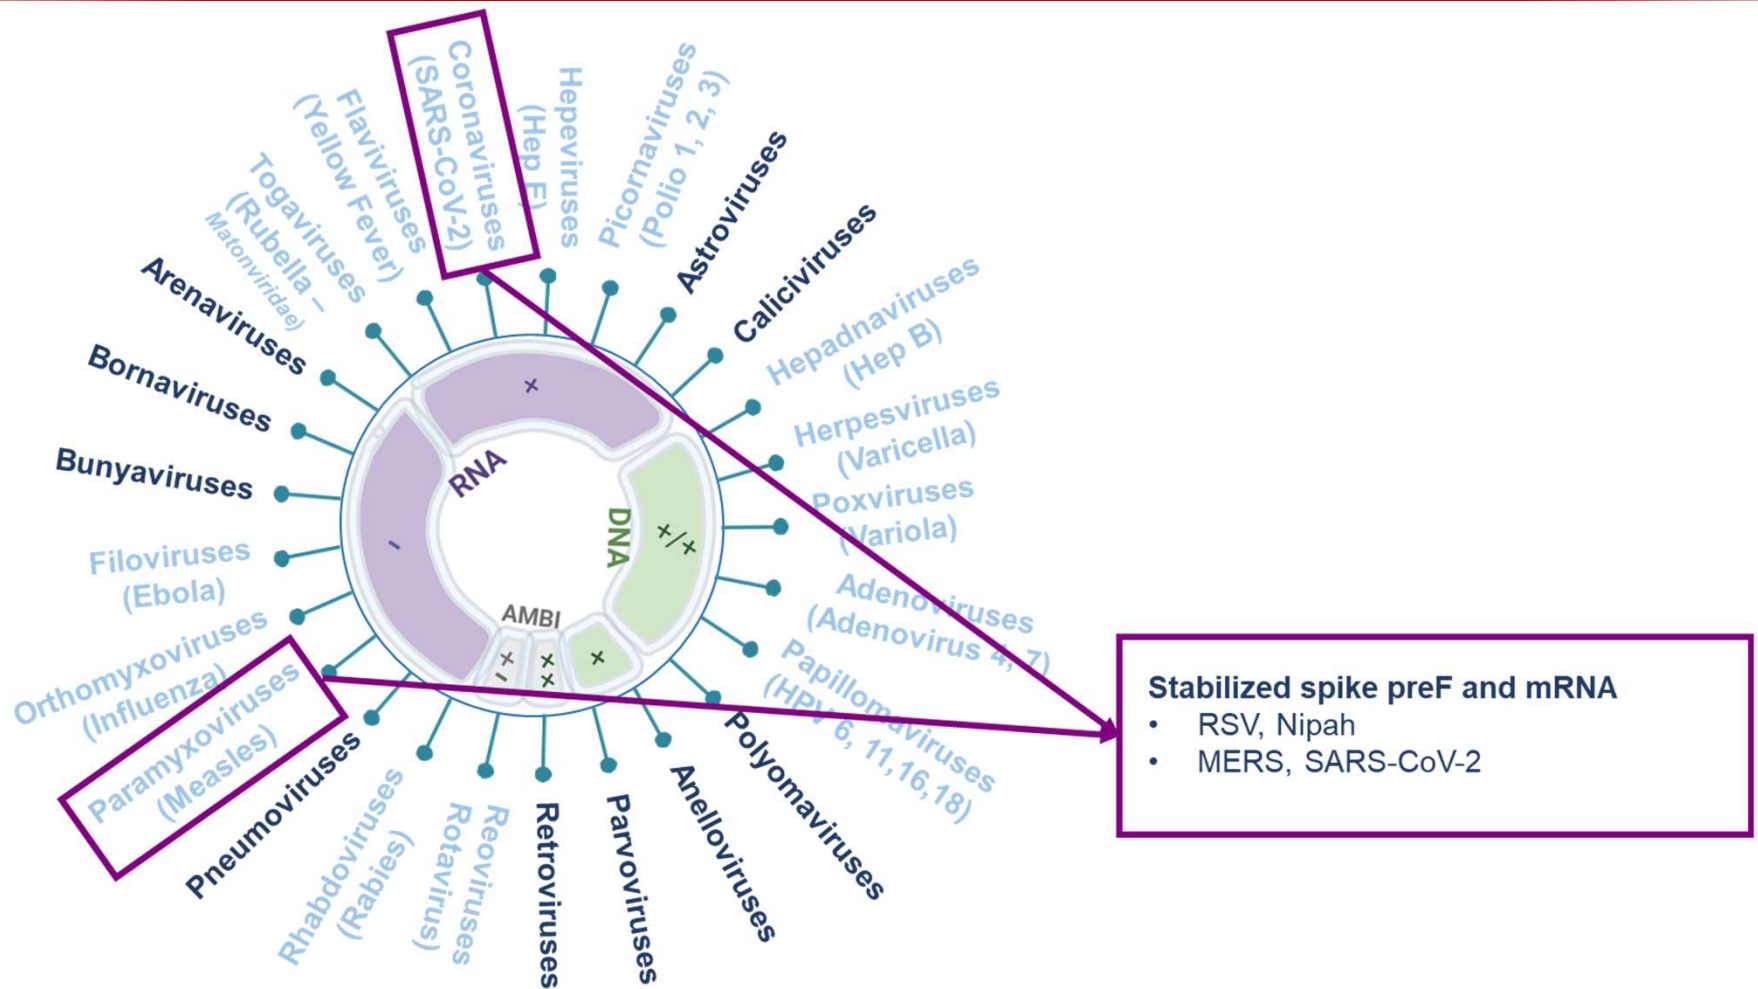 Coronaviruses
(SARS-CoV-2)
Hepeviruses
(Hep E)
Picornaviruses
(Polio 1, 2, 3)
Astroviruses
Caliciviruses
Hepadnaviruses
(Hep B)
Herpesviruses
(Varicella)
Poxviruses
(Variola)
Adenoviruses
(Adenovirus 4, 7)
Papillomaviruses
(HPV 6, 11,16,18)
Polyomaviruses
Anelloviruses
Parvoviruses
Retroviruses
Reoviruses
Rotavirus)
Rhabdoviruses
(Rabies)
Pneumoviruses
Paramyxoviruses
(Measles)
Orthomyxoviruses
(Influenza)
Filoviruses
(Ebola)
Bunyaviruses
Bornaviruses
Arenaviruses
Togaviruses
(Rubella –
Matonviridae)
Flaviviruses
(Yellow Fever)
+
RNA
-
DNA
+/+
AMBI
+
-
+
+
+
Stabilized spike preF and mRNA
• RSV, Nipah
• MERS, SARS-CoV-2